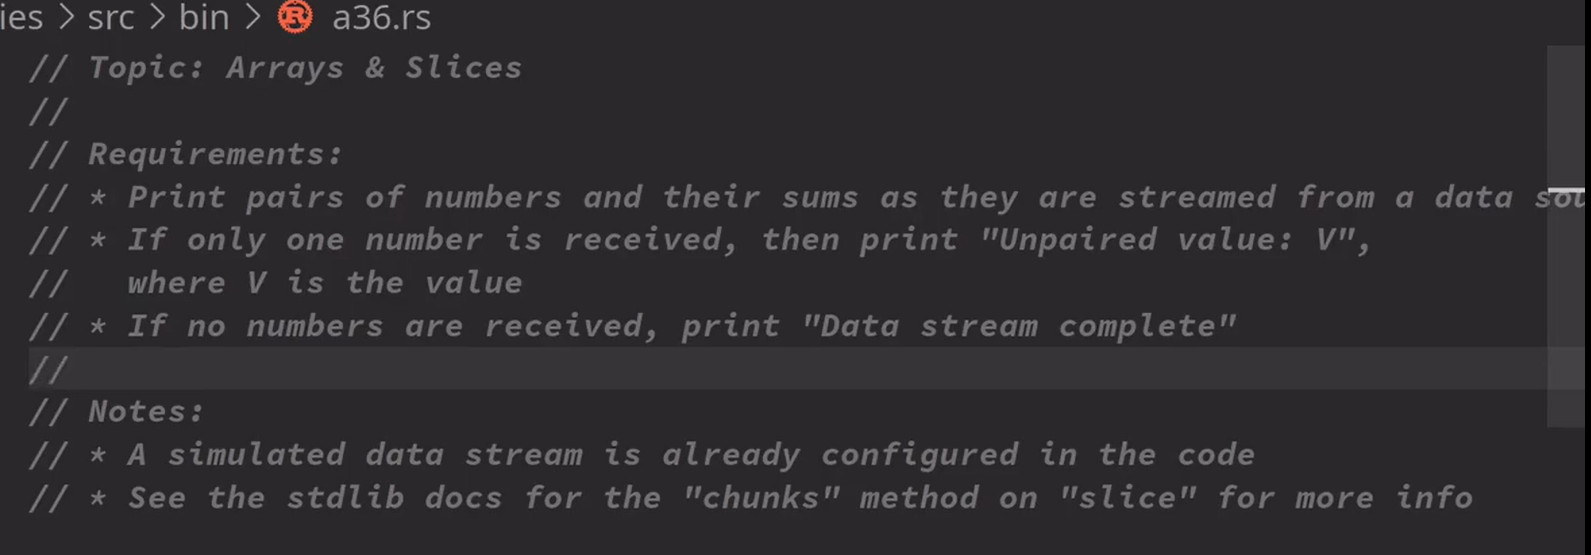 ies > src > bin > a36.rs
// Topic: Arrays & Slices
//
// Requirements:
// * Print pairs of numbers and their sums as they are streamed from a data
// * If only one number is received, then print "Unpaired value: V",
//   where V is the value
// * If no numbers are received, print "Data stream complete"
//
// Notes:
// * A simulated data stream is already configured in the code
// * See the stdlib docs for the "chunks" method on "slice" for more info